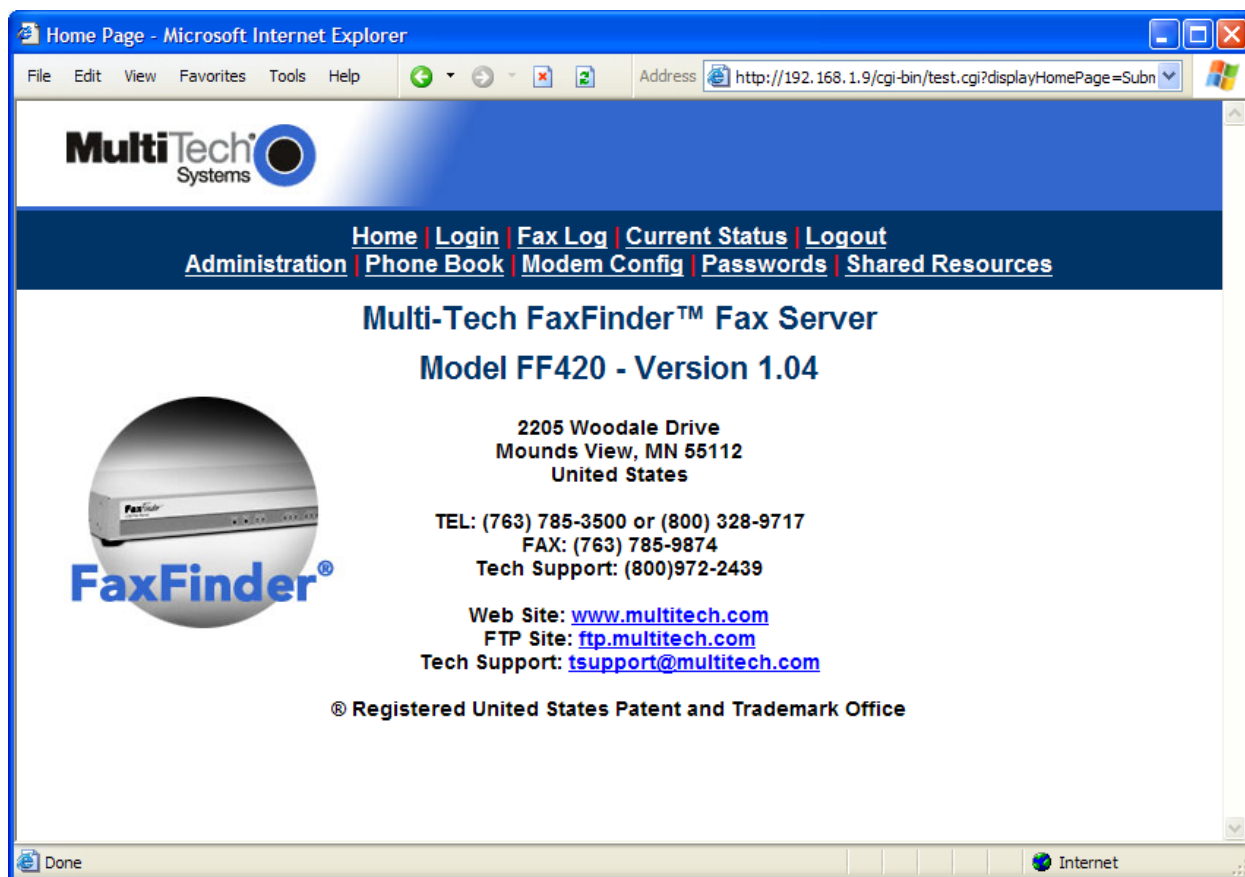 Home Page - Microsoft Internet Explorer
File Edit View Favorites Tools Help
Address http://192.168.1.9/cgi-bin/test.cgi?displayHomePage=Subn
MultiTech
Systems
Home | Login | Fax Log | Current Status | Logout
Administration | Phone Book | Modem Config | Passwords | Shared Resources
Multi-Tech FaxFinder™ Fax Server
Model FF420 - Version 1.04
2205 Woodale Drive
Mounds View, MN 55112
United States
TEL: (763) 785-3500 or (800) 328-9717
FAX: (763) 785-9874
Tech Support: (800)972-2439
FaxFinder
FaxFinder®
Web Site: www.multitech.com
FTP Site: ftp.multitech.com
Tech Support: tsupport@multitech.com
® Registered United States Patent and Trademark Office
Done
Internet